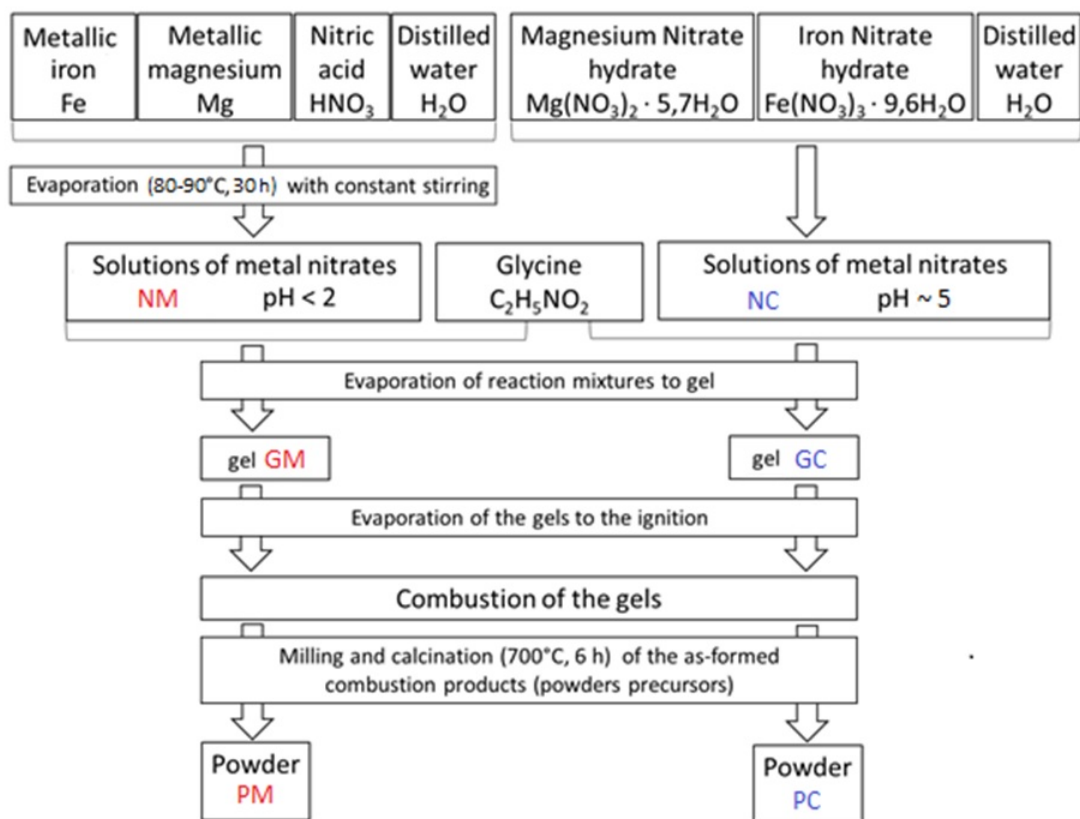 Metallic
iron
Fe
Metallic
magnesium
Mg
Nitric
acid
HNO₃
Distilled
water
H₂O
Magnesium Nitrate
hydrate
Mg(NO₃)₂ · 5,7H₂O
Iron Nitrate
hydrate
Fe(NO₃)₃ · 9,6H₂O
Distilled
water
H₂O
Evaporation (80-90°C, 30 h) with constant stirring
Solutions of metal nitrates
NM pH < 2
Glycine
C₂H₅NO₂
Solutions of metal nitrates
NC pH ~ 5
Evaporation of reaction mixtures to gel
gel GM
gel GC
Evaporation of the gels to the ignition
Combustion of the gels
Milling and calcination (700°C, 6 h) of the as-formed
combustion products (powders precursors)
Powder
PM
Powder
PC